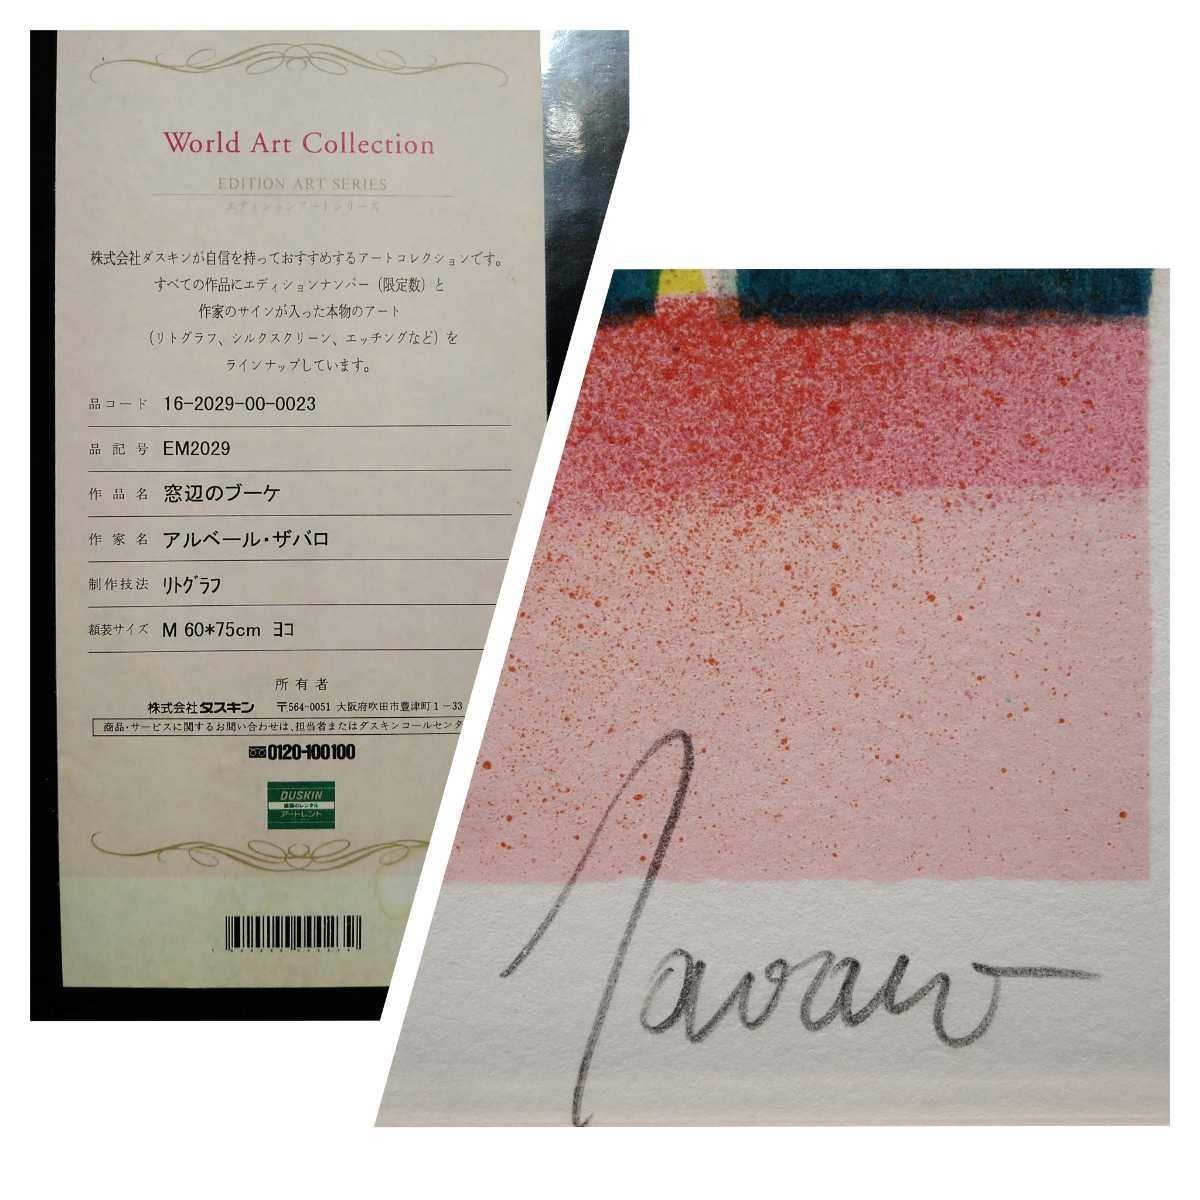 World Art Collection
EDITION ART SERIES
エディションアートシリーズ
株式会社ダスキンが自信を持っておすすめするアートコレクションです。
すべての作品にエディションナンバー（限定数）と
作家のサインが入った本物のアート
（リトグラフ、シルクスクリーン、エッチングなど）を
ラインナップしています。
品コード 16-2029-00-0023
品記号 EM2029
作品名 窓辺のブーケ
作家名 アルベール・ザバロ
制作技法 ﾘﾄｸﾞﾗﾌ
額装サイズ M 60*75cm ﾖｺ
所有者
株式会社ダスキン 〒564-0051 大阪府吹田市豊津町1-33
商品・サービスに関するお問い合わせは、担当者またはダスキンコールセンタ
0120-100100
DUSKIN
アートレント